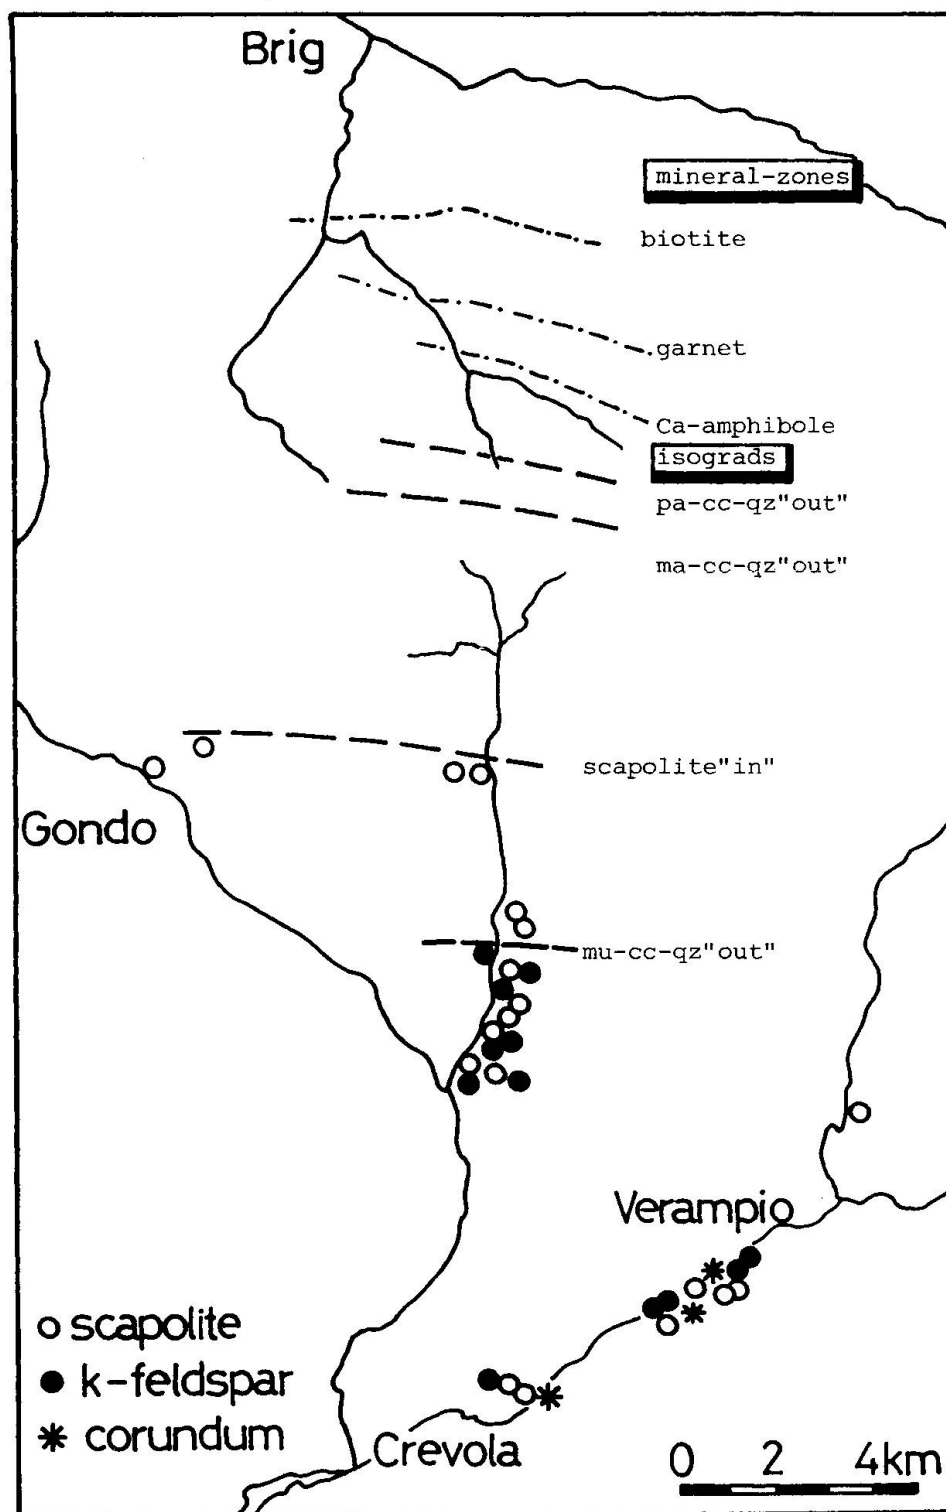 Brig
mineral-zones
biotite
garnet
Ca-amphibole
isograds
pa-cc-qz"out"
ma-cc-qz"out"
scapolite"in"
Gondo
mu-cc-qz"out"
Verampio
scapolite
k-feldspar
corundum
Crevola
0 2 4km